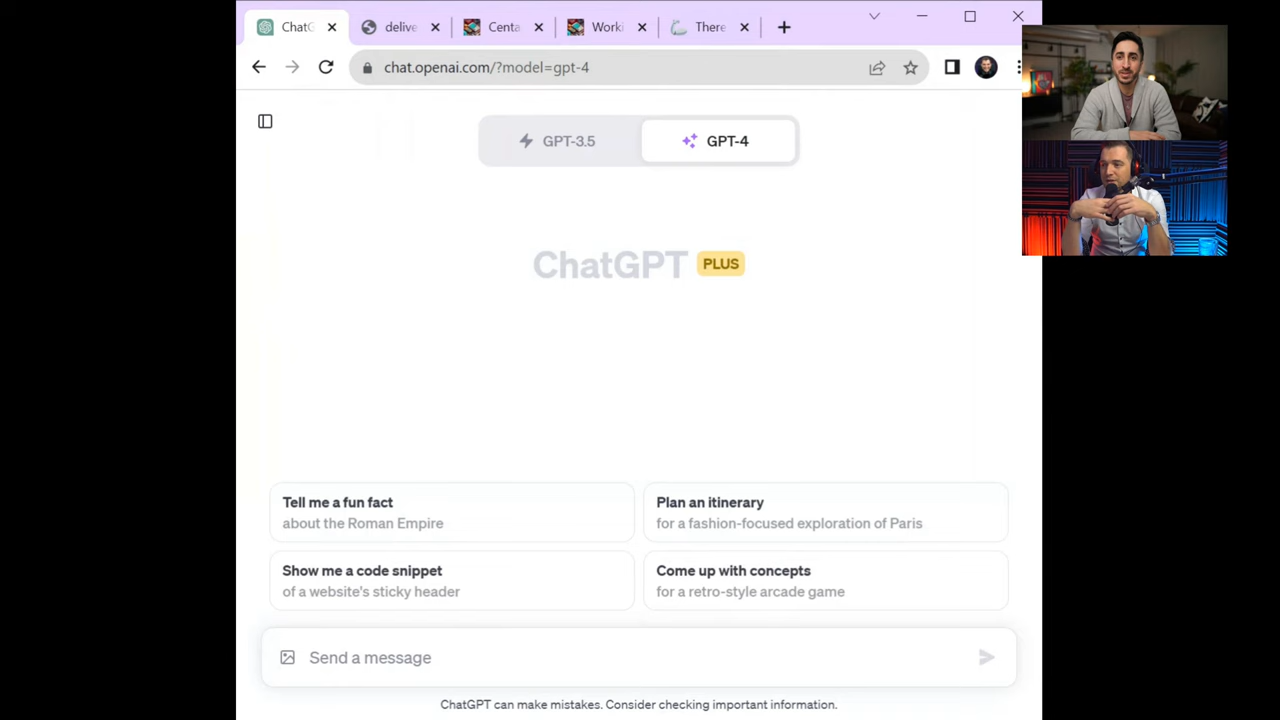 ChatG
delive
Centa
Worki
There
chat.openai.com/?model=gpt-4
GPT-3.5
GPT-4
ChatGPT PLUS
Tell me a fun fact
about the Roman Empire
Plan an itinerary
for a fashion-focused exploration of Paris
Show me a code snippet
of a website's sticky header
Come up with concepts
for a retro-style arcade game
Send a message
ChatGPT can make mistakes. Consider checking important information.